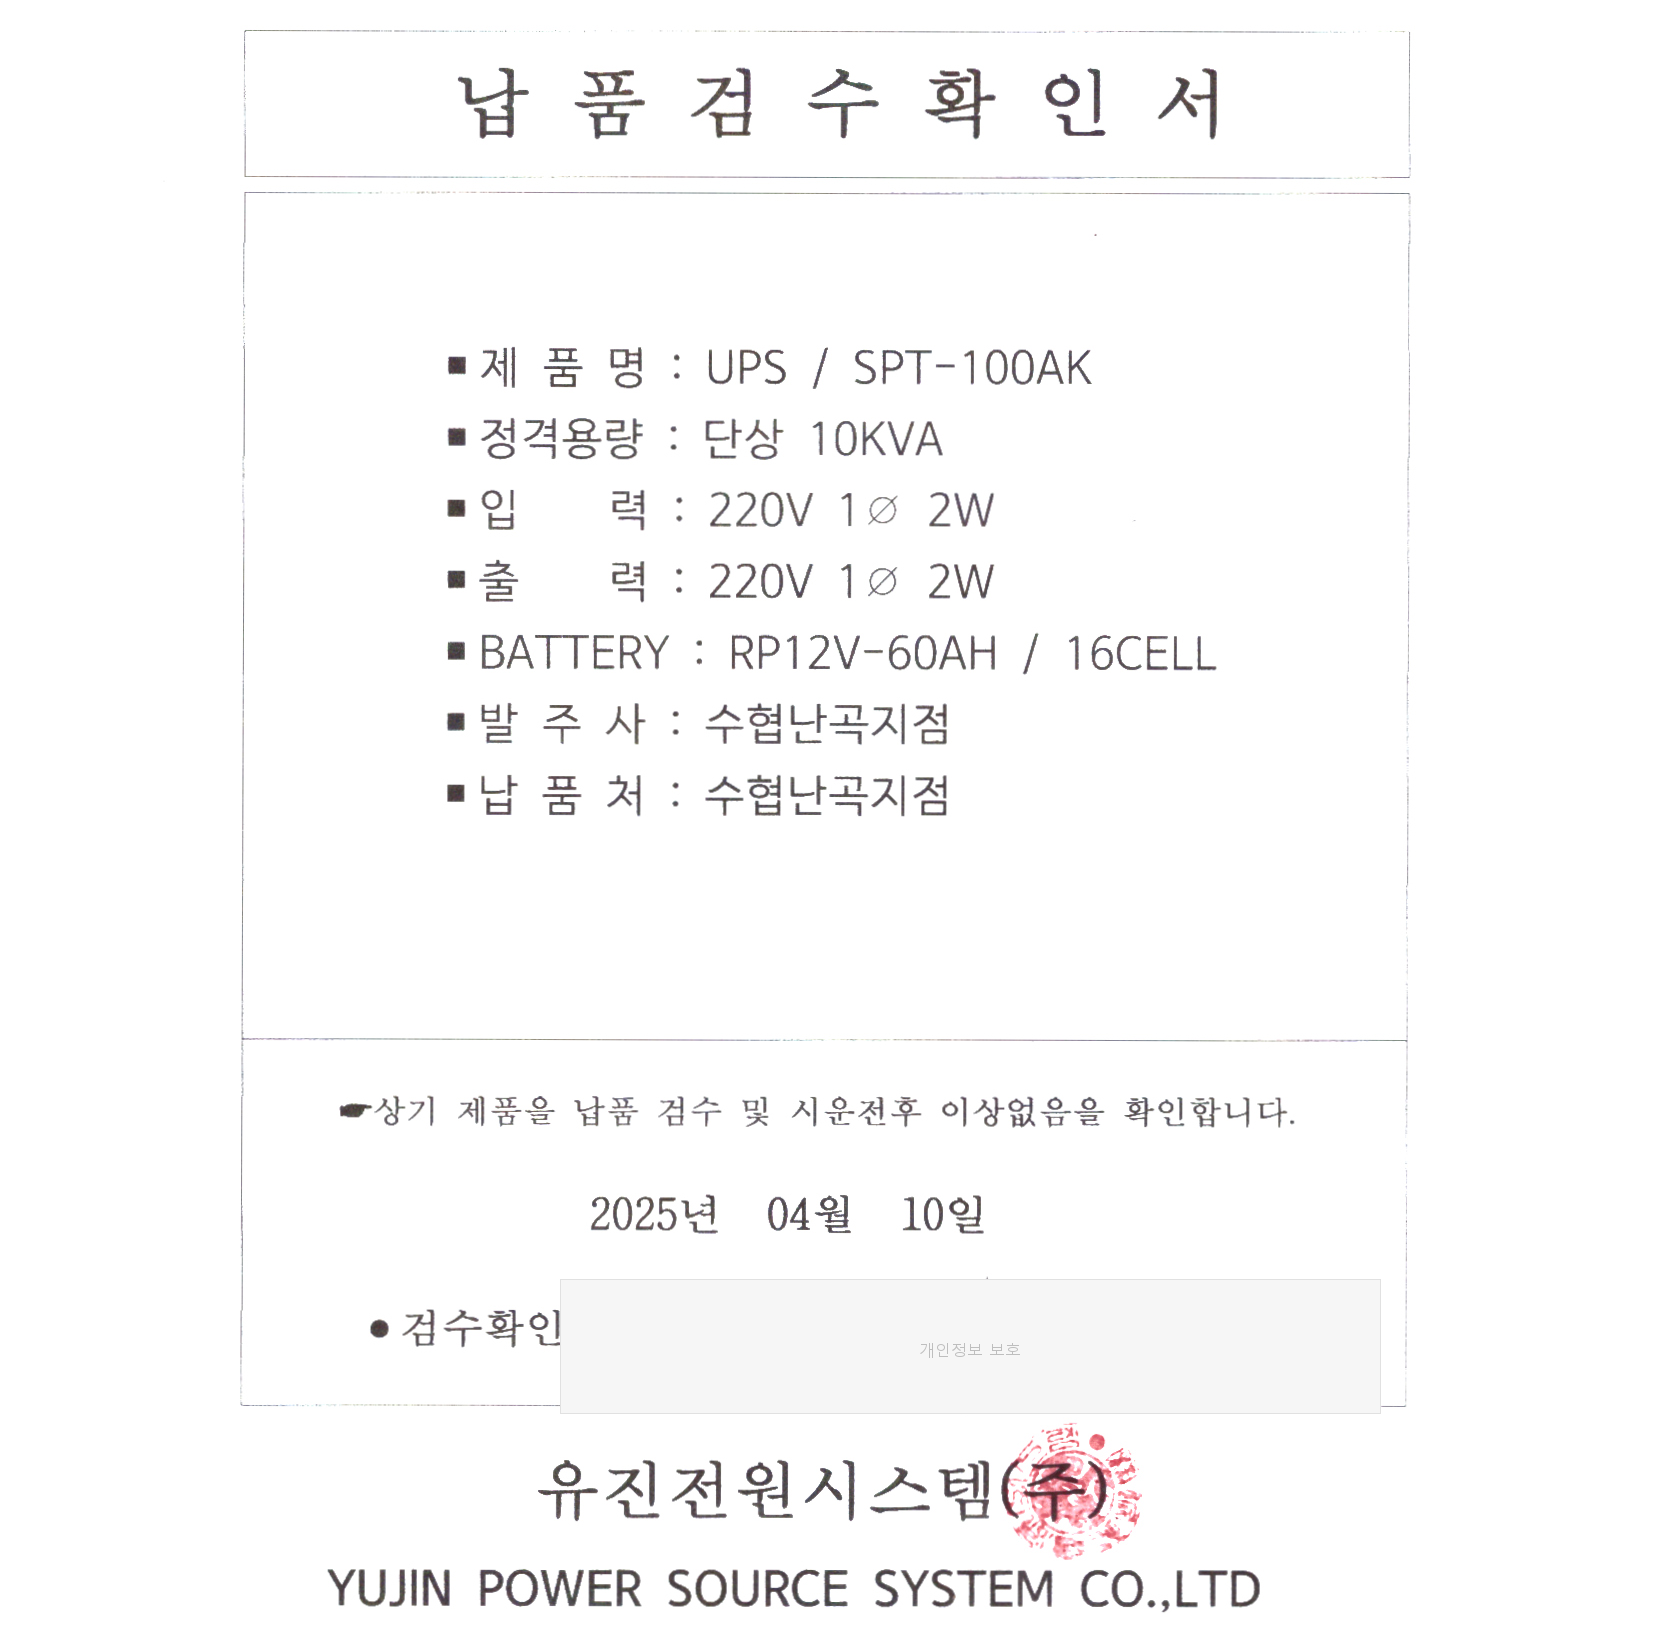 납 품 검 수 확 인 서
■ 제 품 명 : UPS / SPT-100AK
■ 정격용량 : 단상 10KVA
■ 입 력 : 220V 1∅ 2W
■ 출 력 : 220V 1∅ 2W
■ BATTERY : RP12V-60AH / 16CELL
■ 발 주 사 : 수협난곡지점
■ 납 품 처 : 수협난곡지점
☛상기 제품을 납품 검수 및 시운전후 이상없음을 확인합니다.
2025년 04월 10일
● 검수확인
개인정보 보호
유진전원시스템(주)
YUJIN POWER SOURCE SYSTEM CO.,LTD